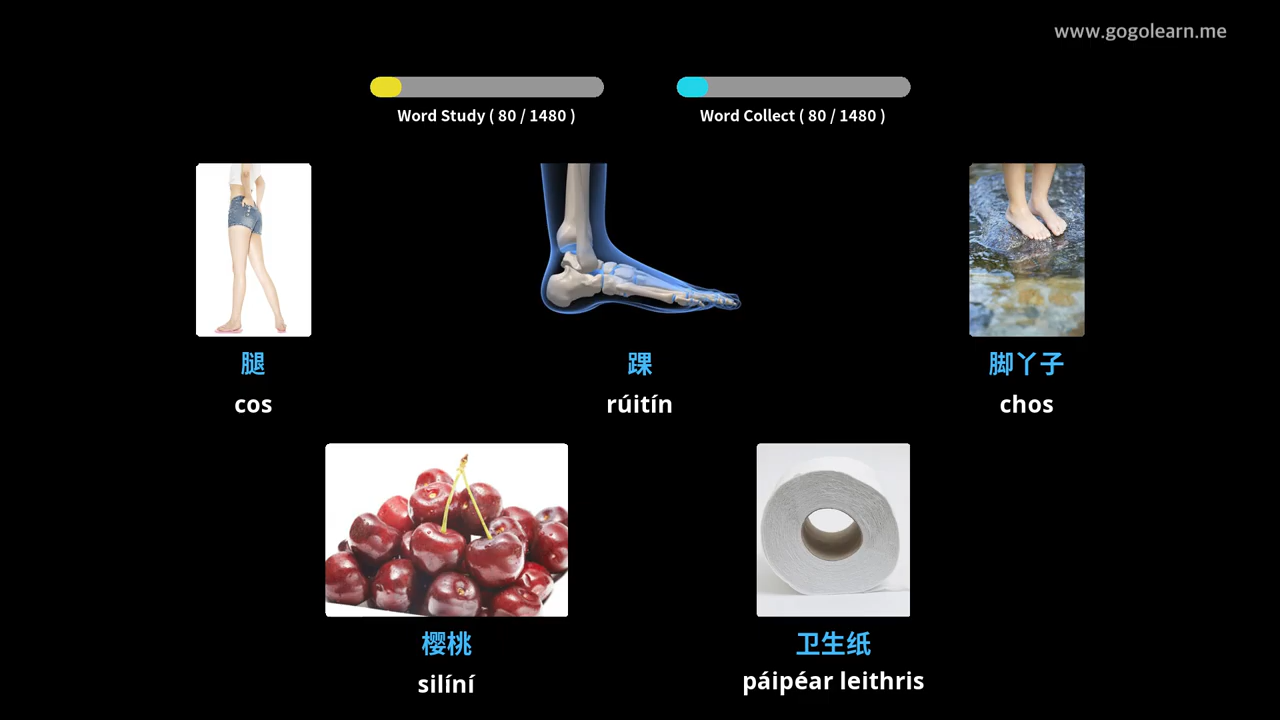 www.gogolearn.me
Word Study ( 80 / 1480 )
Word Collect ( 80 / 1480 )
腿
踝
脚丫子
cos
rúitín
chos
樱桃
卫生纸
silíní
páipéar leithris